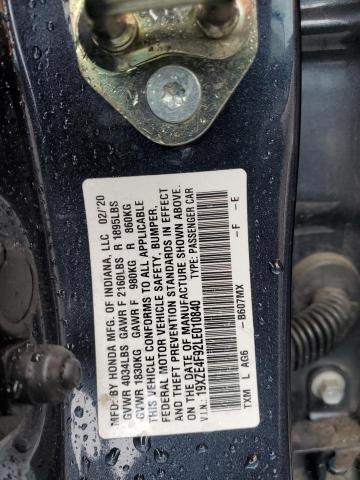 MFD BY HONDA MFG. OF INDIANA, LLC 02/'20
GVWR 4034LBS GAWR F 2160LBS R 1895LBS
GVWR 1830KG GAWR F 980KG R 860KG
THIS VEHICLE CONFORMS TO ALL APPLICABLE
FEDERAL MOTOR VEHICLE SAFETY, BUMPER,
AND THEFT PREVENTION STANDARDS IN EFFECT
ON THE DATE OF MANUFACTURE SHOWN ABOVE.
V.I.N.: 19XZE4F92LE010840 TYPE: PASSENGER CAR
TXM L AG6 -B607MX -F -E